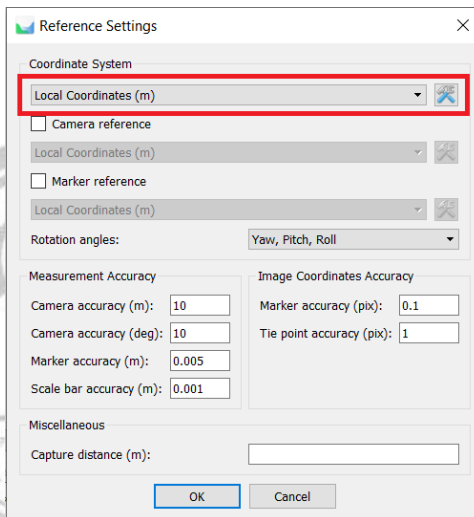 Reference Settings
Coordinate System
Local Coordinates (m)
Camera reference
Local Coordinates (m)
Marker reference
Local Coordinates (m)
Rotation angles: Yaw, Pitch, Roll
Measurement Accuracy
Camera accuracy (m): 10
Camera accuracy (deg): 10
Marker accuracy (m): 0.005
Scale bar accuracy (m): 0.001
Image Coordinates Accuracy
Marker accuracy (pix): 0.1
Tie point accuracy (pix): 1
Miscellaneous
Capture distance (m):
OK Cancel